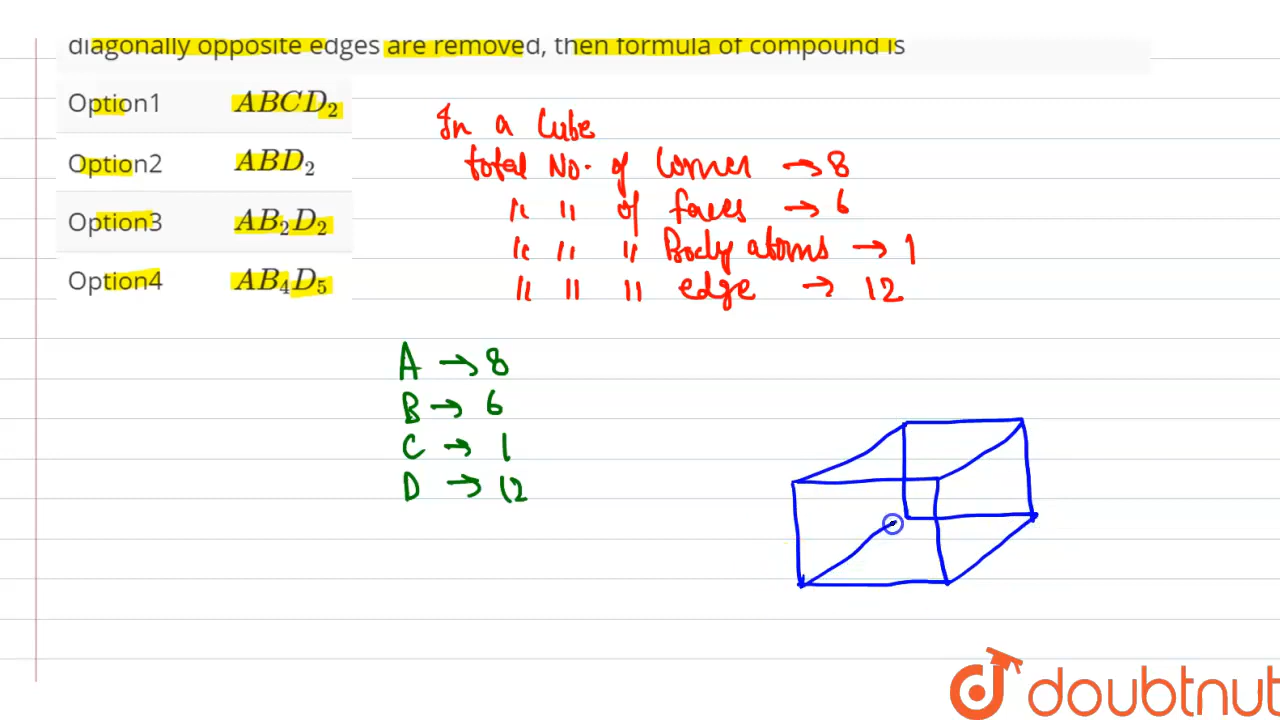 diagonally opposite edges are removed, then formula of compound is
Option1 ABCD₂
Option2 ABD₂
Option3 AB₂D₂
Option4 AB₄D₅
In a Cube
total No. of Corner → 8
〃 〃 of faces → 6
〃 〃 〃 Body atoms → 1
〃 〃 〃 edge → 12
A → 8
B → 6
C → 1
D → 12
doubtnut